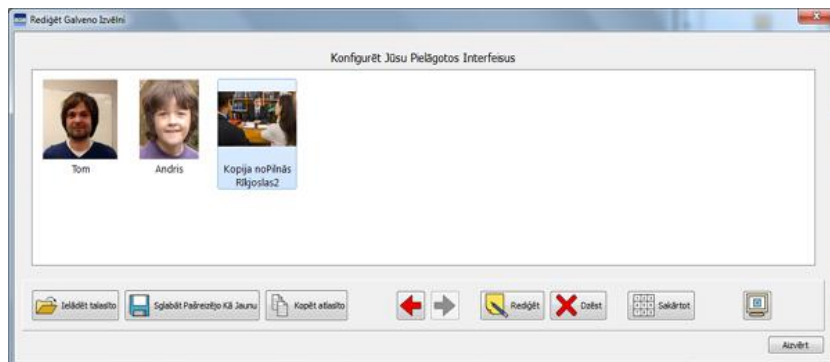 Rediģēt Galveno Izvēlni
Konfigurēt Jūsu Pielāgotos Interfeisus
Tom
Andris
Kopija noPilnās
Rīkjoslas2
Ielādēt talasīto
Sglabāt Pašreizējo Kā Jaunu
Kopēt atlasīto
Rediģēt
Dzēst
Sakārtot
Aizvērt